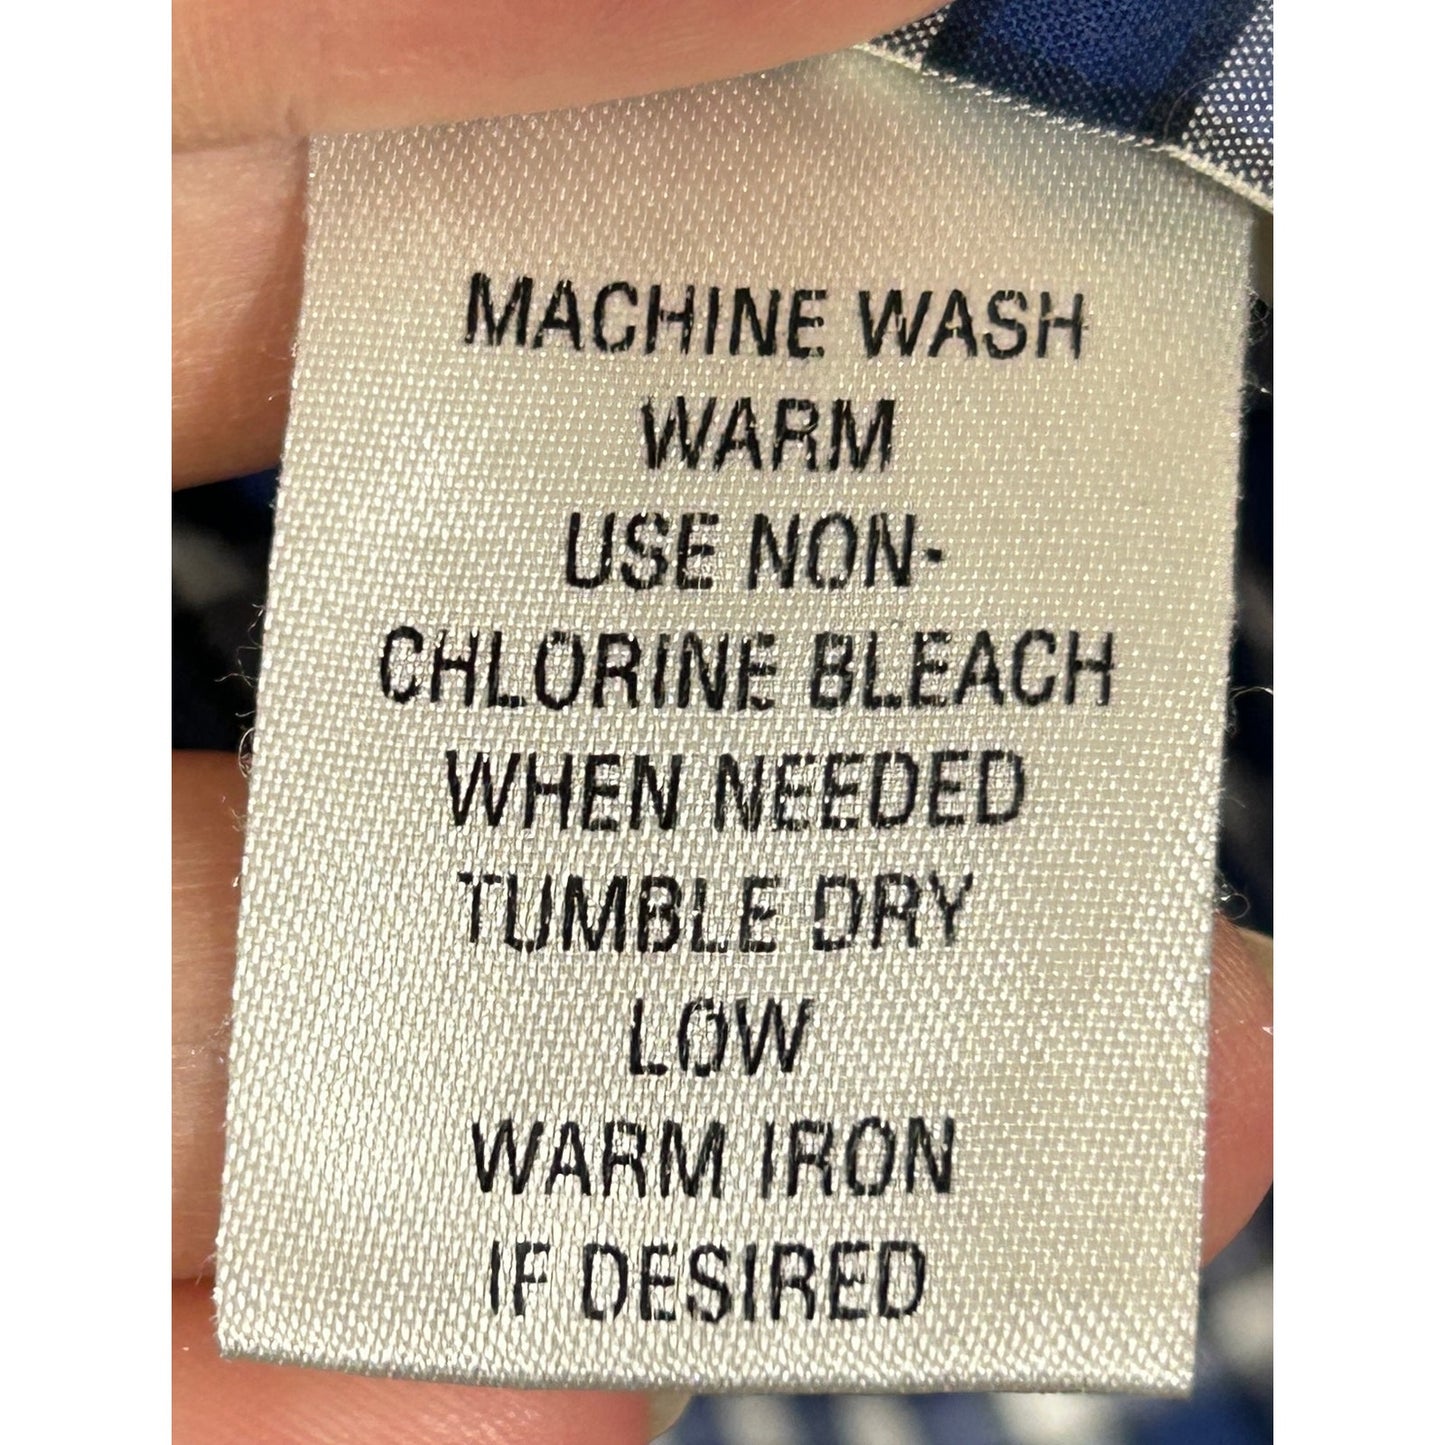 MACHINE WASH
WARM
USE NON-
CHLORINE BLEACH
WHEN NEEDED
TUMBLE DRY
LOW
WARM IRON
IF DESIRED